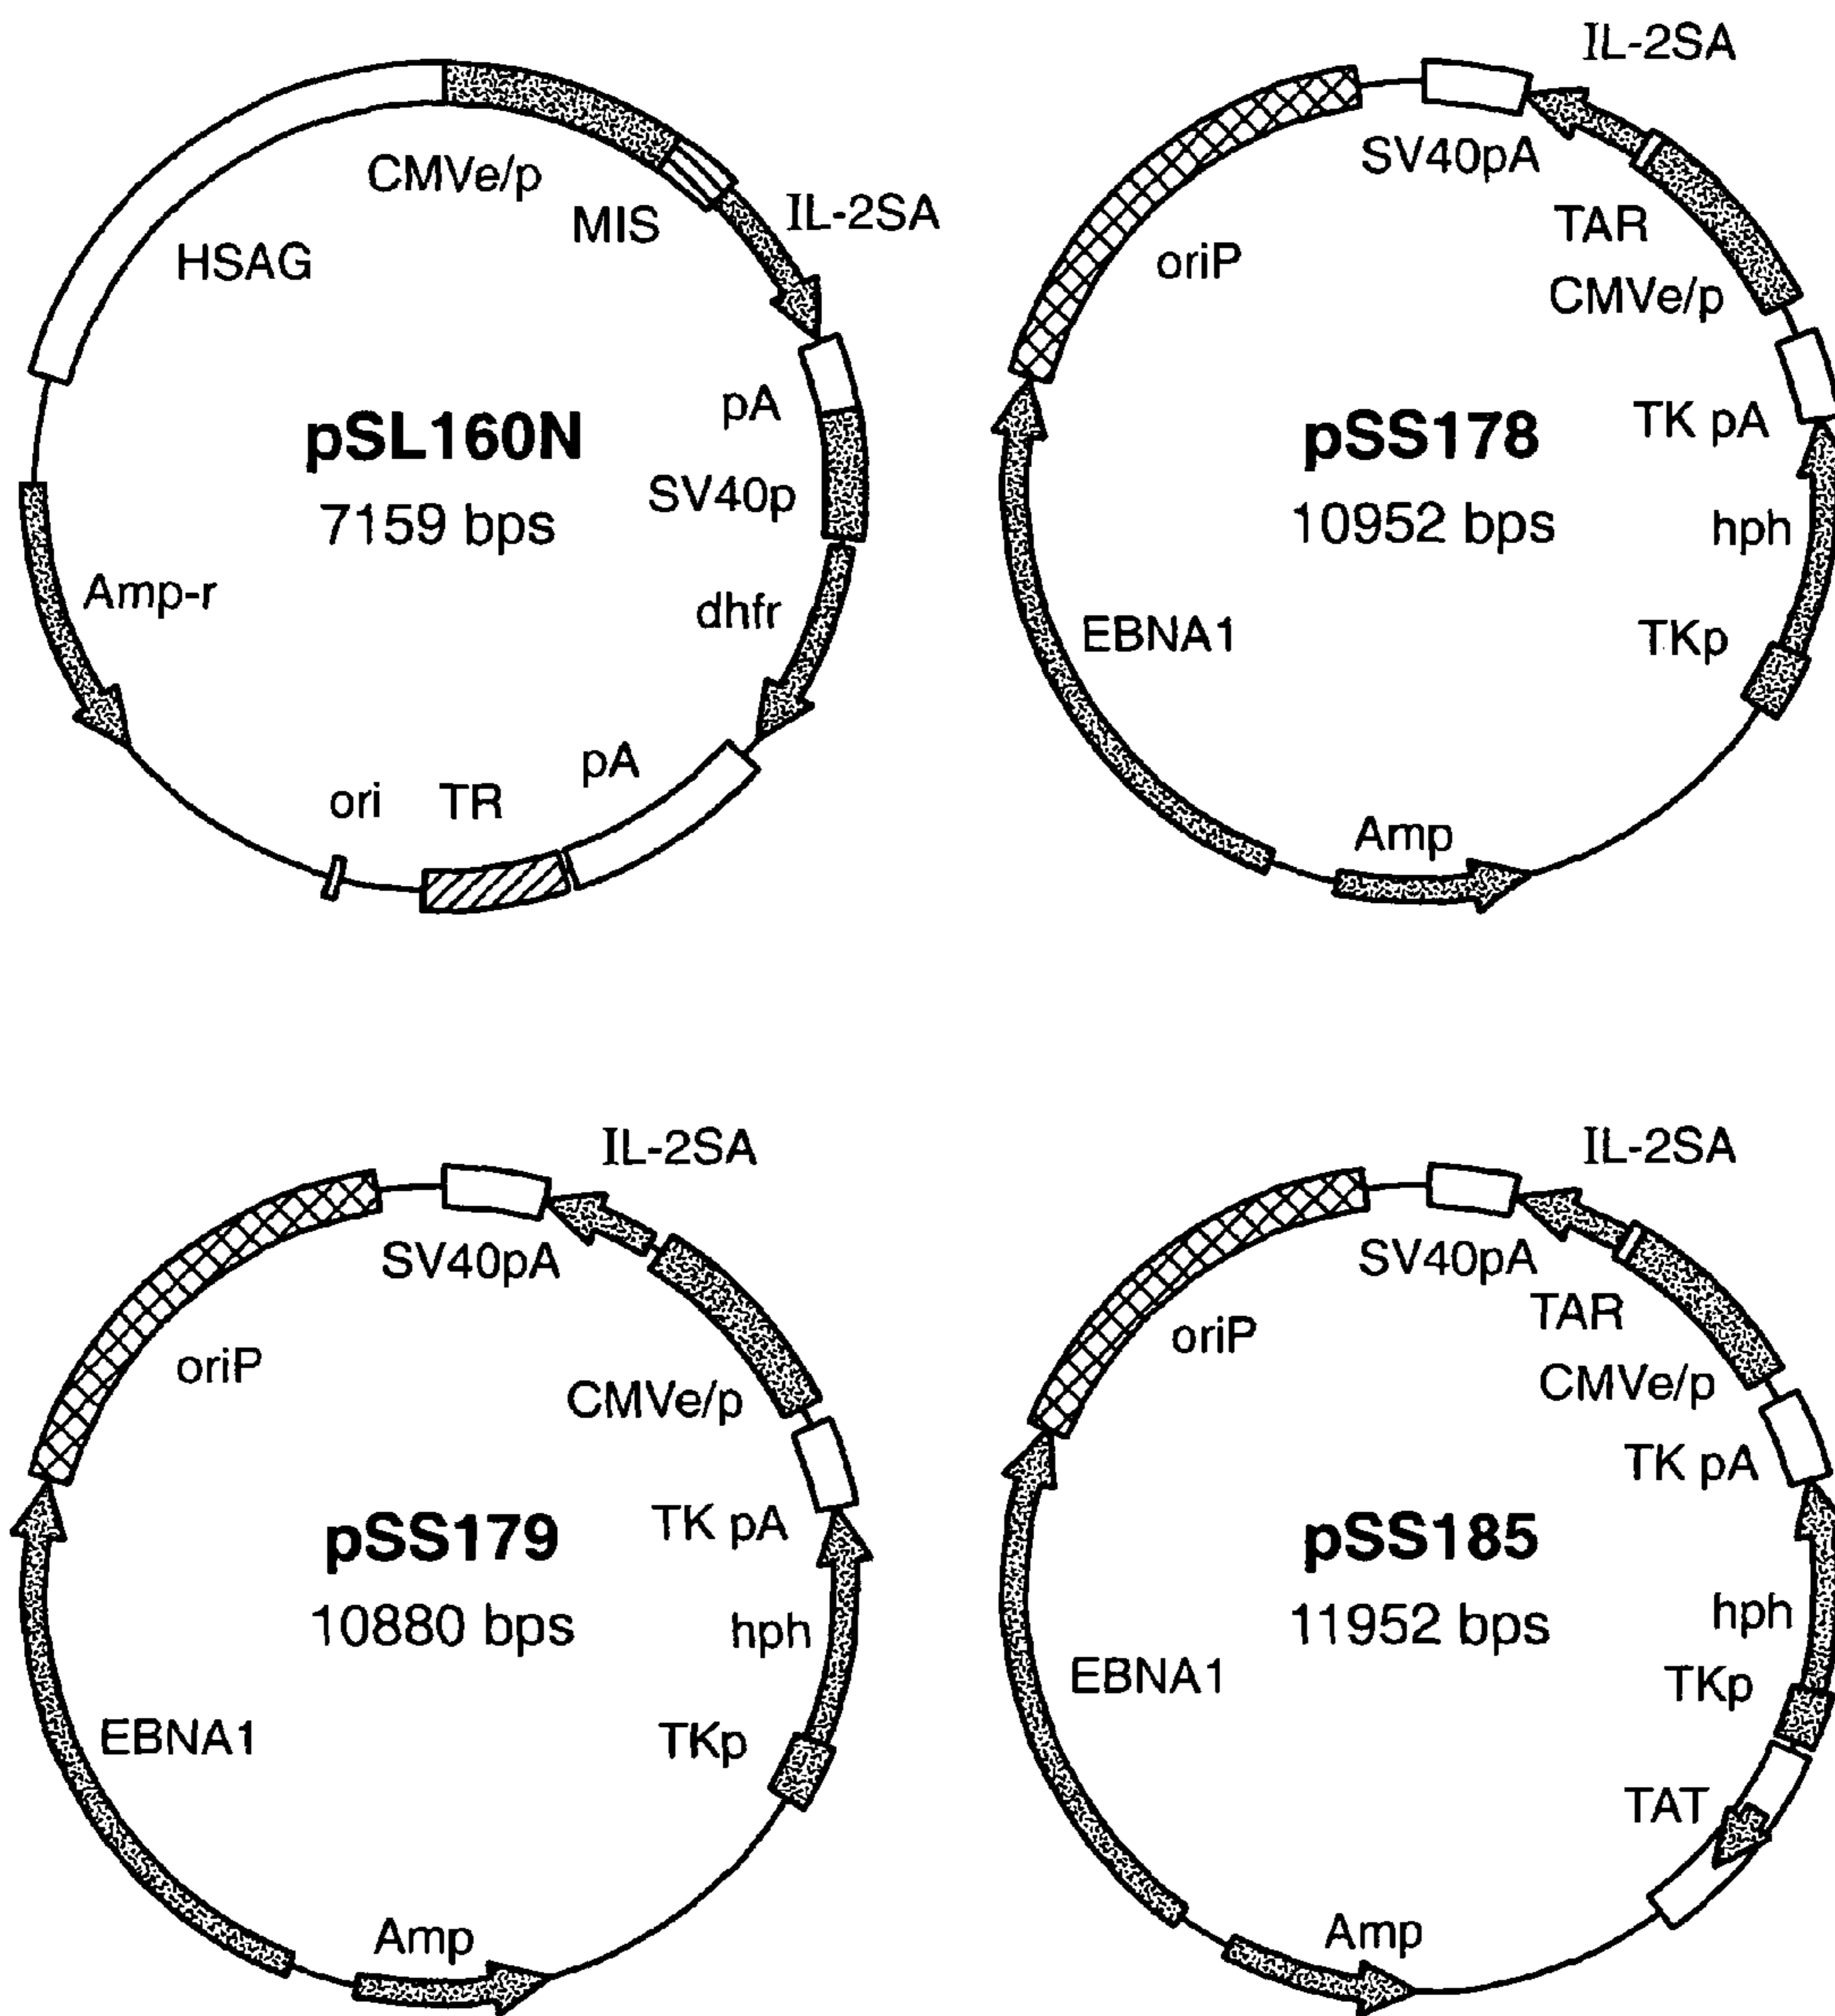 IL-2SA
CMVe/p
MIS
HSAG
pSL160N
7159 bps
pA
SV40p
dhfr
Amp-r
pA
TR
ori
IL-2SA
SV40pA
TAR
oriP
CMVe/p
pSS178
10952 bps
TK pA
hph
TKp
EBNA1
Amp
IL-2SA
SV40pA
oriP
CMVe/p
pSS179
10880 bps
TK pA
hph
TKp
EBNA1
Amp
IL-2SA
SV40pA
TAR
oriP
CMVe/p
TK pA
pSS185
11952 bps
hph
EBNA1
TKp
TAT
Amp